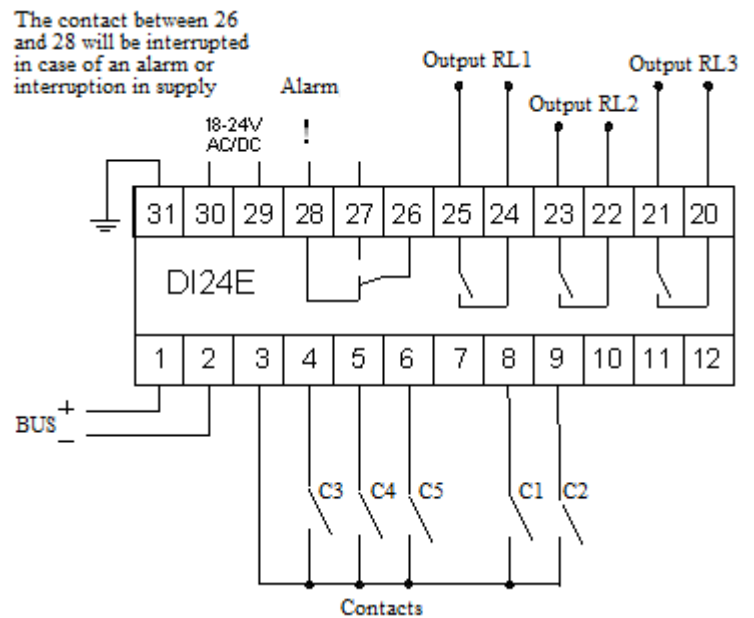 The contact between 26
and 28 will be interrupted
in case of an alarm or
interruption in supply
Alarm
Output RL1
Output RL3
Output RL2
18-24V
AC/DC
!
31 30 29 28 27 26 25 24 23 22 21 20
DI24E
1 2 3 4 5 6 7 8 9 10 11 12
+
BUS
−
C3 C4 C5 C1 C2
Contacts